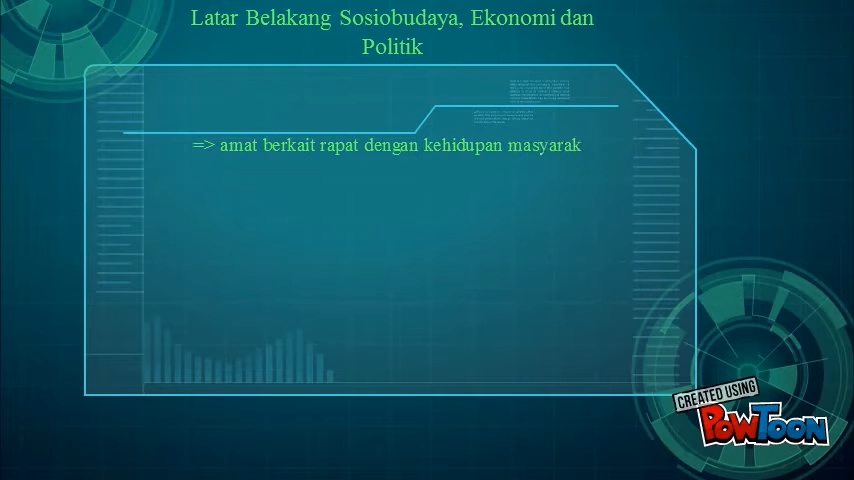 Latar Belakang Sosiobudaya, Ekonomi dan
Politik
=> amat berkait rapat dengan kehidupan masyarak
CREATED USING
POWTOON